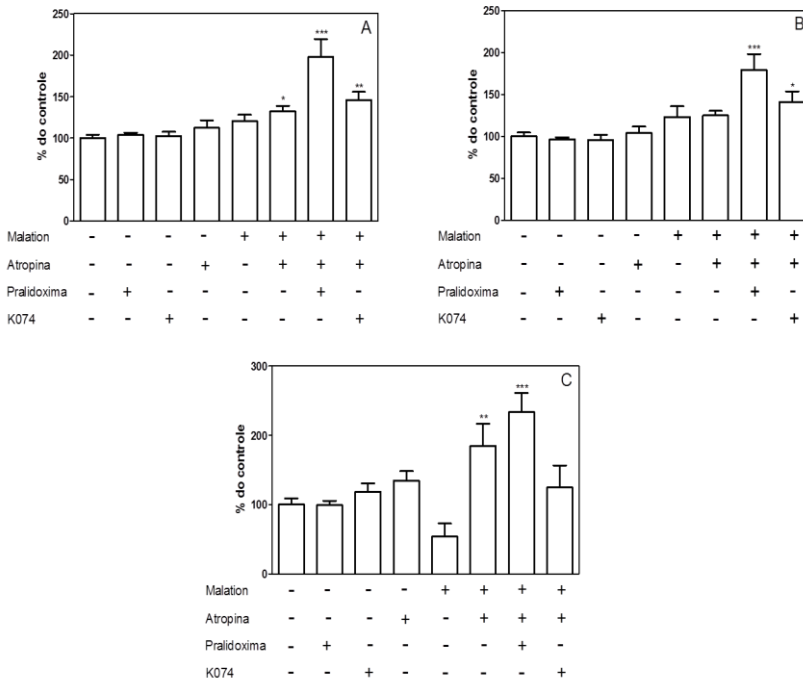 A
% do controle
250
200
150
100
50
0
*
***
**
Malation - - - - + + + +
Atropina - - - + - + + +
Pralidoxima - + - - - - + -
K074 - - + - - - - +
B
% do controle
250
200
150
100
50
0
***
*
Malation - - - - + + + +
Atropina - - - + - + + +
Pralidoxima - + - - - - + -
K074 - - + - - - - +
C
% do controle
300
200
100
0
**
***
Malation - - - - + + + +
Atropina - - - + - + + +
Pralidoxima - + - - - - + -
K074 - - + - - - - +